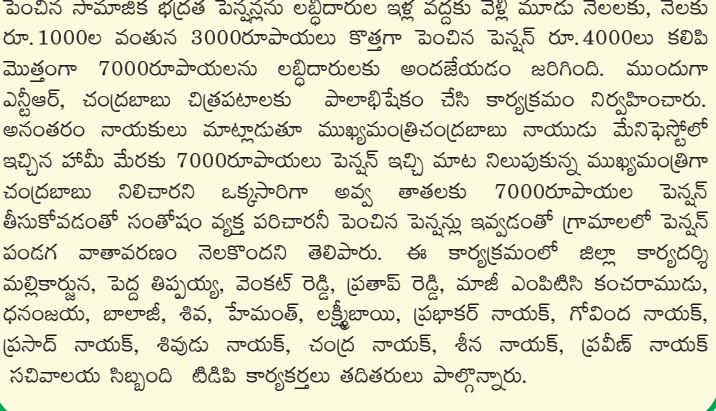 పెంచిన సామాజిక భద్రత పెన్షన్లను లబ్ధిదారుల ఇళ్ల వద్దకు వెళ్లి మూడు నెలలకు, నెలకు
రూ.1000ల వంతున 3000రూపాయలు కొత్తగా పెంచిన పెన్షన్ రూ.4000లు కలిపి
మొత్తంగా 7000రూపాయలను లబ్ధిదారులకు అందజేయడం జరిగింది. ముందుగా
ఎన్టీఆర్, చంద్రబాబు చిత్రపటాలకు పాలాభిషేకం చేసి కార్యక్రమం నిర్వహించారు.
అనంతరం నాయకులు మాట్లాడుతూ ముఖ్యమంత్రిచంద్రబాబు నాయుడు మేనిఫెస్టోలో
ఇచ్చిన హామీ మేరకు 7000రూపాయలు పెన్షన్ ఇచ్చి మాట నిలుపుకున్న ముఖ్యమంత్రిగా
చంద్రబాబు నిలిచారని ఒక్కసారిగా అవ్వ తాతలకు 7000రూపాయల పెన్షన్
తీసుకోవడంతో సంతోషం వ్యక్త పరిచారనీ పెంచిన పెన్షన్లు ఇవ్వడంతో గ్రామాలలో పెన్షన్
పండగ వాతావరణం నెలకొందని తెలిపారు. ఈ కార్యక్రమంలో జిల్లా కార్యదర్శి
మల్లికార్జున, పెద్ద తిప్పయ్య, వెంకట్ రెడ్డి, ప్రతాప్ రెడ్డి, మాజీ ఎంపిటిసి కంచరాముడు,
ధనంజయ, బాలాజీ, శివ, హేమంత్, లక్ష్మీబాయి, ప్రభాకర్ నాయక్, గోవింద నాయక్,
ప్రసాద్ నాయక్, శివుడు నాయక్, చంద్ర నాయక్, శీన నాయక్, ప్రవీణ్ నాయక్
సచివాలయ సిబ్బంది టిడిపి కార్యకర్తలు తదితరులు పాల్గొన్నారు.